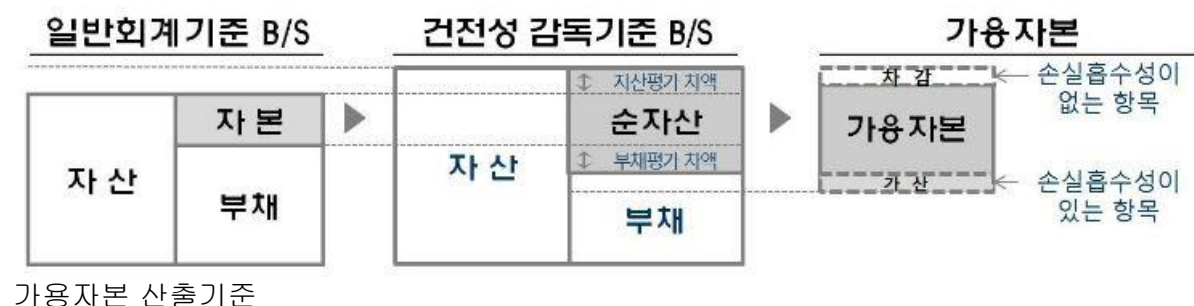 일반회계기준 B/S
건전성 감독기준 B/S
가용자본
자 산
자 본
부채
자 산
↕ 자산평가 차액
순자산
↕ 부채평가 차액
부채
차 감
가용자본
가 산
손실흡수성이
없는 항목
손실흡수성이
있는 항목
가용자본 산출기준